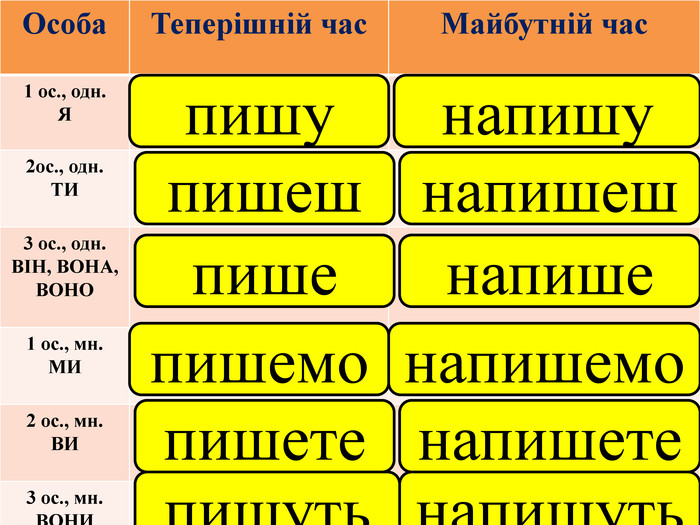 Особа Теперішній час Майбутній час
1 ос., одн.
Я
пишу напишу
2ос., одн.
ТИ
пишеш напишеш
3 ос., одн.
ВІН, ВОНА,
ВОНО
пише напише
1 ос., мн.
МИ
пишемо напишемо
2 ос., мн.
ВИ
пишете напишете
3 ос., мн.
ВОНИ
пишуть напишуть